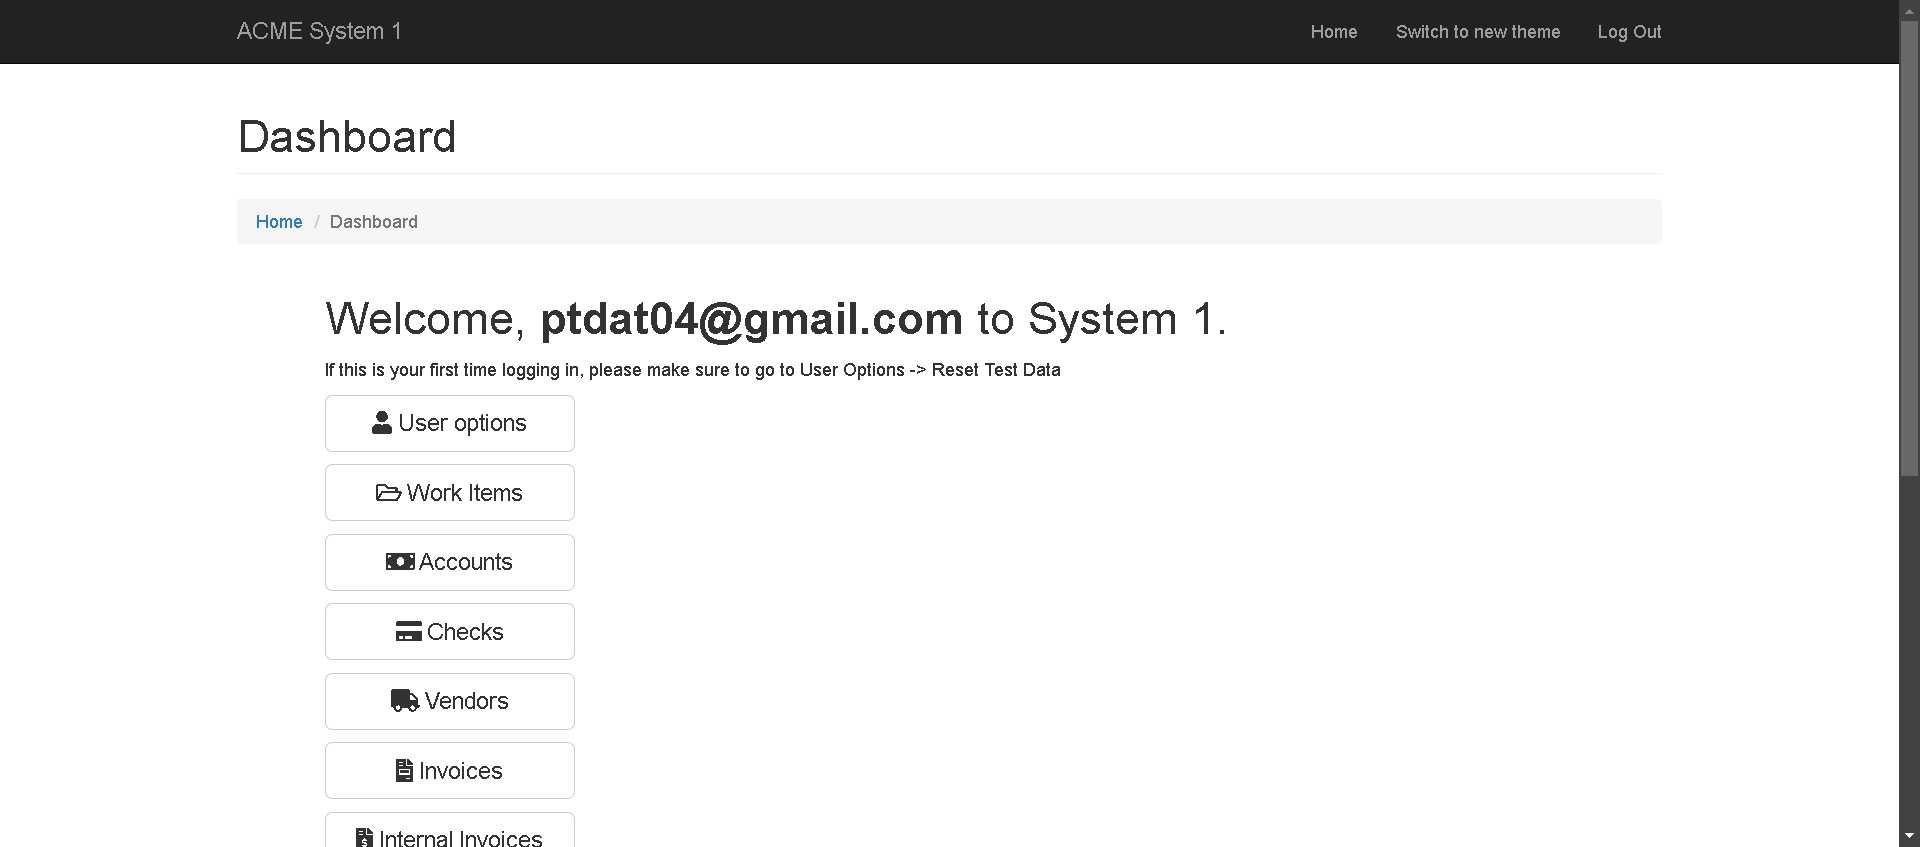 ACME System 1
Home
Switch to new theme
Log Out
Dashboard
Home / Dashboard
Welcome, ptdat04@gmail.com to System 1.
If this is your first time logging in, please make sure to go to User Options -> Reset Test Data
User options
Work Items
Accounts
Checks
Vendors
Invoices
Internal Invoices